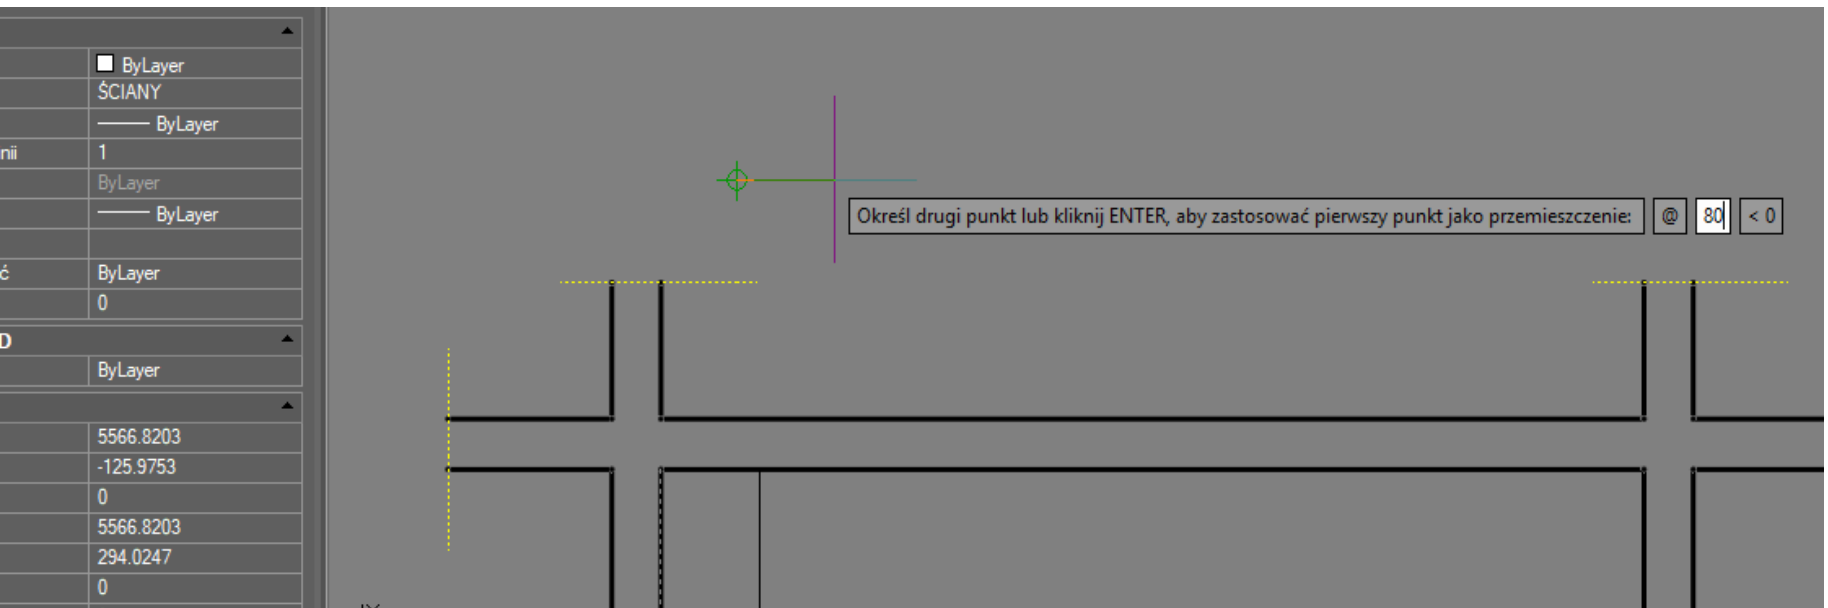 ByLayer
ŚCIANY
ByLayer
nii 1
ByLayer
ByLayer
ć ByLayer
0
D
ByLayer
5566.8203
-125.9753
0
5566.8203
294.0247
0
Określ drugi punkt lub kliknij ENTER, aby zastosować pierwszy punkt jako przemieszczenie: @ 80 < 0